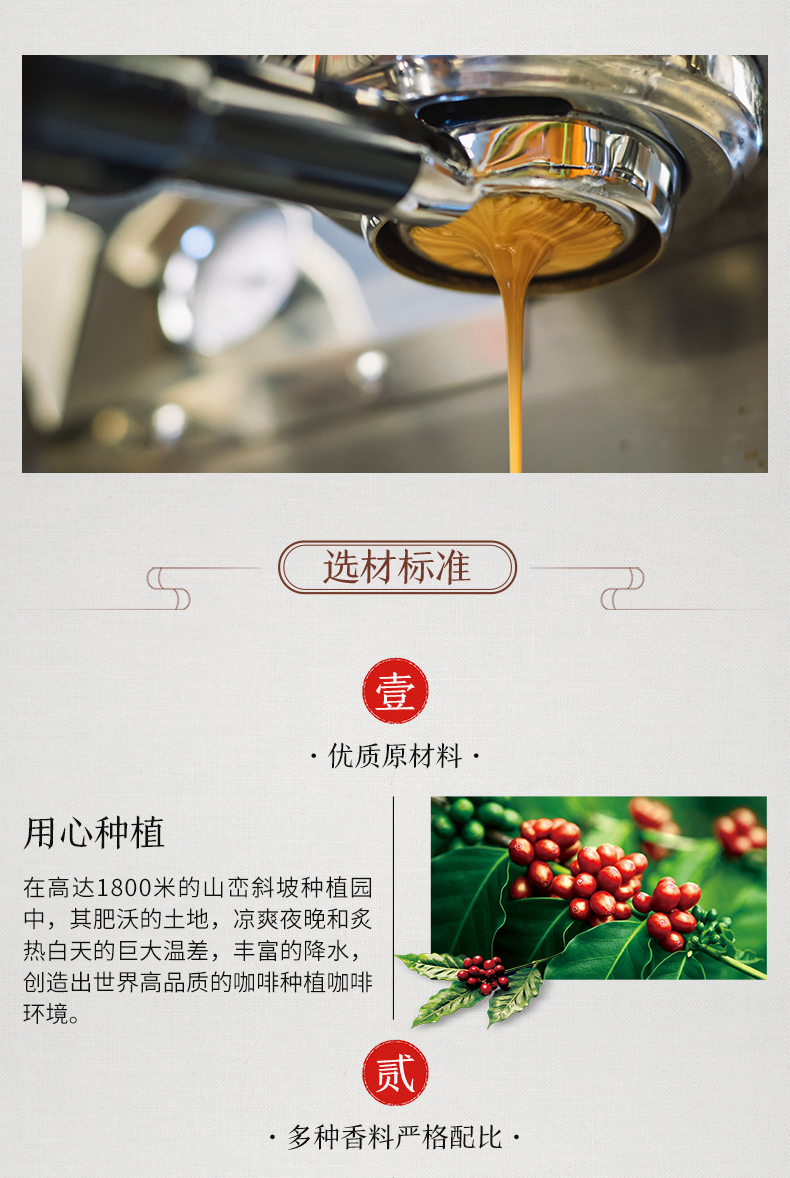 选材标准
壹
·优质原材料·
用心种植
在高达1800米的山峦斜坡种植园
中，其肥沃的土地，凉爽夜晚和炙
热白天的巨大温差，丰富的降水，
创造出世界高品质的咖啡种植咖啡
环境。
贰
·多种香料严格配比·